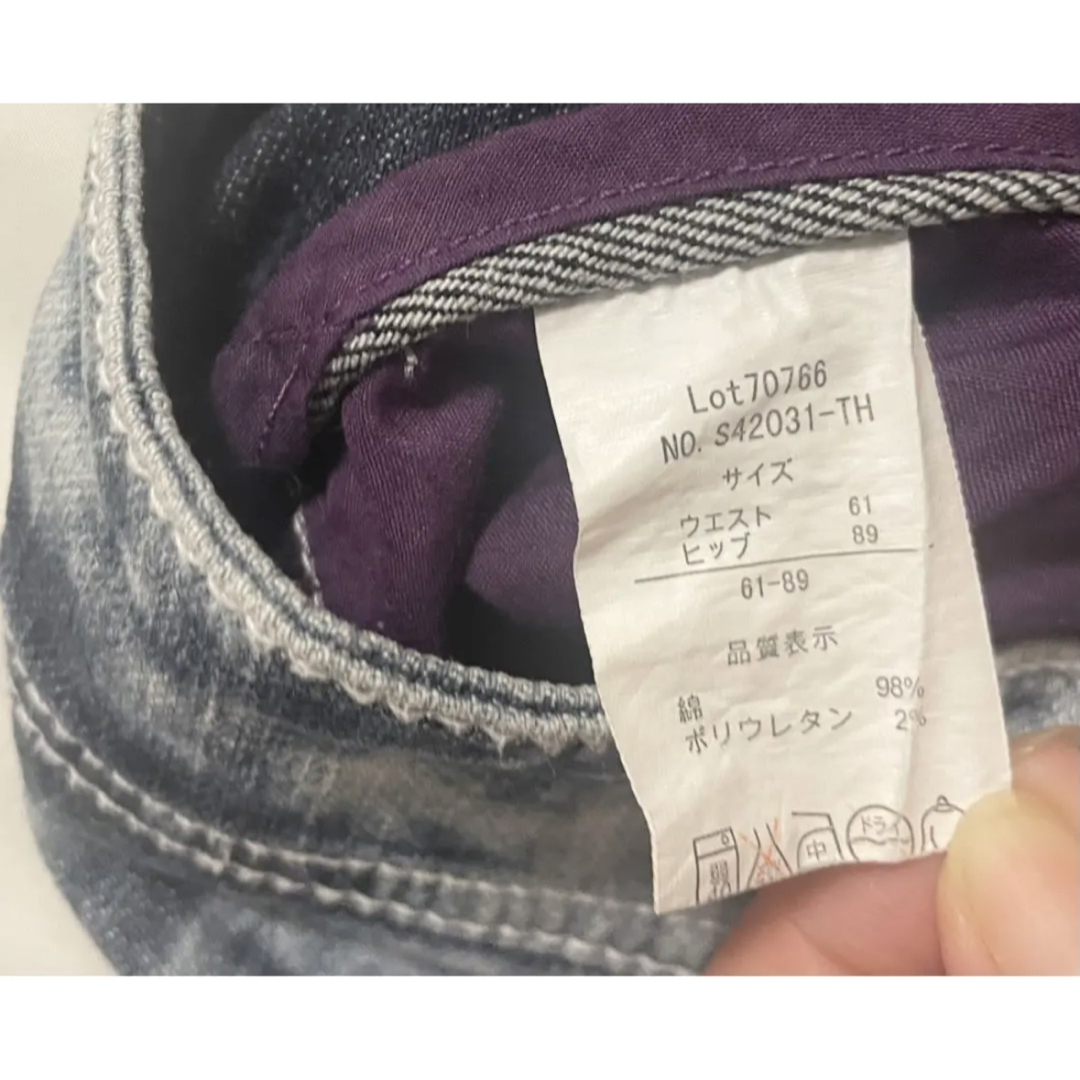 Lot70766
NO. S42031-TH
サイズ
ウエスト 61
ヒップ 89
61-89
品質表示
綿 98%
ポリウレタン 2%
弱 中 ドライ